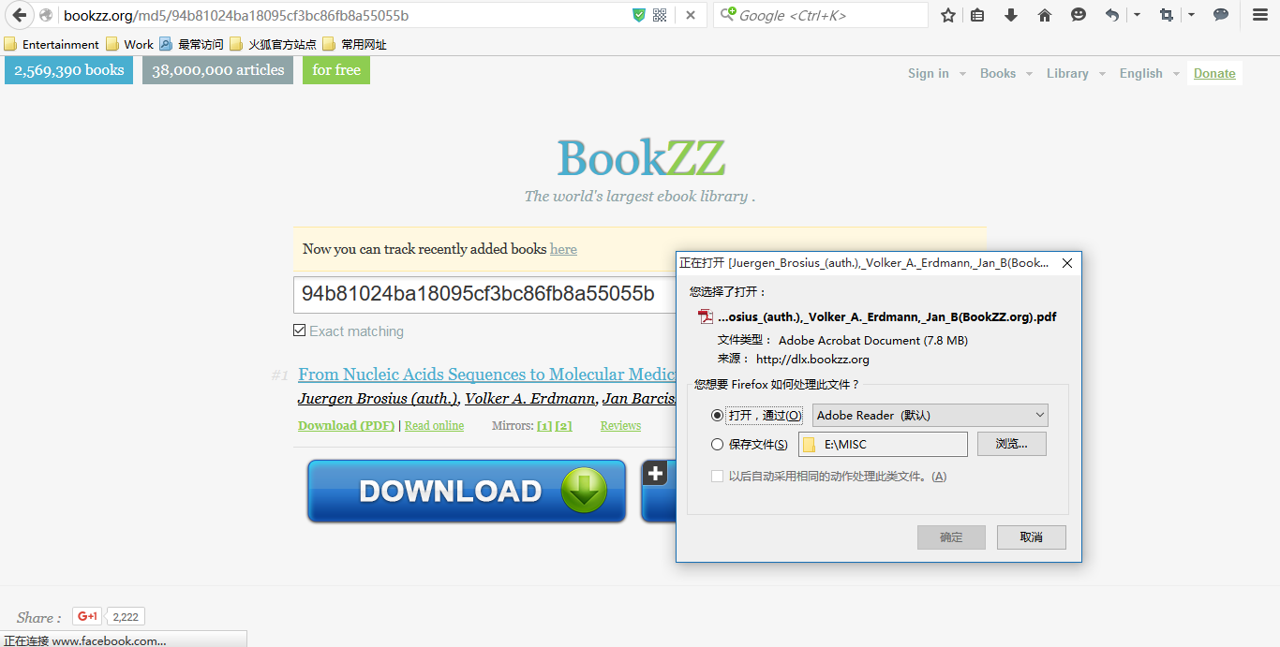 bookzz.org/md5/94b81024ba18095cf3bc86fb8a55055b
Google <Ctrl+K>
Entertainment Work 最常访问 火狐官方站点 常用网址
2,569,390 books 38,000,000 articles for free
Sign in Books Library English Donate
BookZZ
The world's largest ebook library .
Now you can track recently added books here
94b81024ba18095cf3bc86fb8a55055b
Exact matching
#1 From Nucleic Acids Sequences to Molecular Medic
Juergen Brosius (auth.), Volker A. Erdmann, Jan Barcis
Download (PDF) | Read online Mirrors: [1] [2] Reviews
DOWNLOAD
正在打开 [Juergen_Brosius_(auth.),_Volker_A._Erdmann,_Jan_B(Book...
您选择了打开：
...osius_(auth.),_Volker_A._Erdmann,_Jan_B(BookZZ.org).pdf
文件类型： Adobe Acrobat Document (7.8 MB)
来源： http://dlx.bookzz.org
您想要 Firefox 如何处理此文件？
打开，通过(O) Adobe Reader (默认)
保存文件(S) E:\MISC 浏览...
以后自动采用相同的动作处理此类文件。(A)
确定 取消
Share : G+1 2,222
正在连接 www.facebook.com...